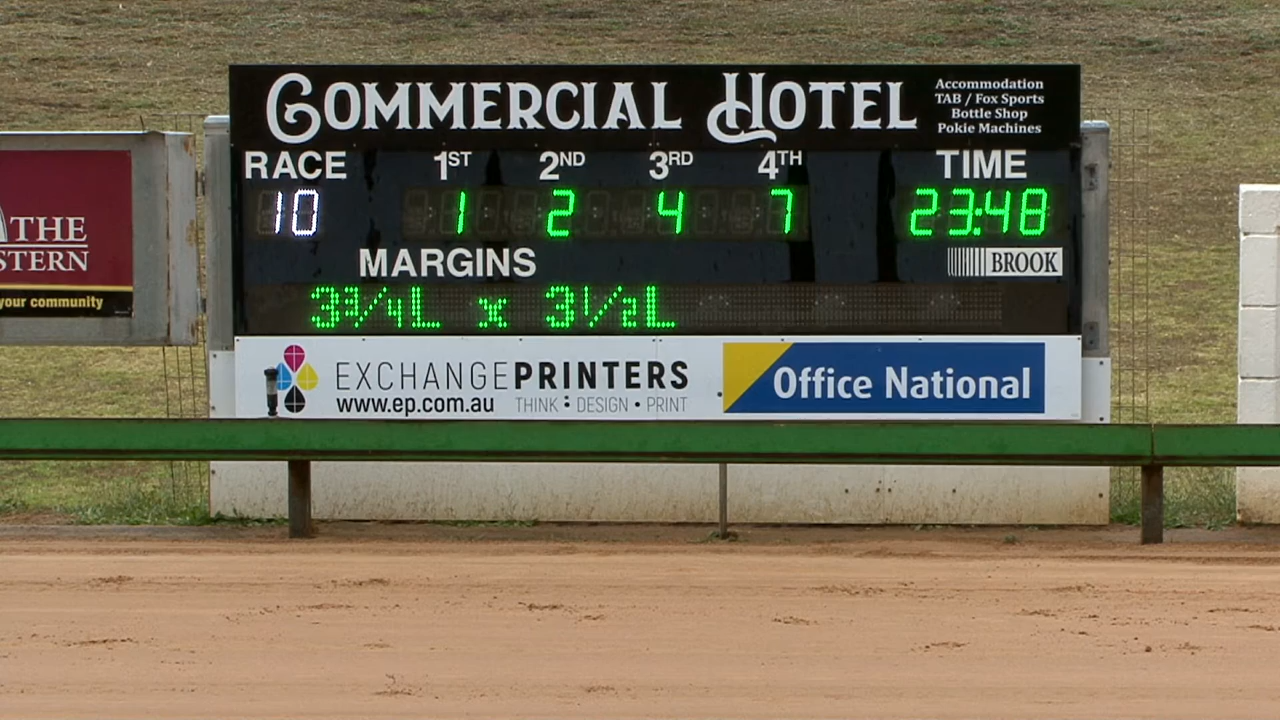 COMMERCIAL HOTEL
Accommodation
TAB / Fox Sports
Bottle Shop
Pokie Machines
RACE 1ST 2ND 3RD 4TH TIME
10 1 2 4 7 23:48
MARGINS
BROOK
3¾L x 3½L
THE
STERN
your community
EXCHANGEPRINTERS
www.ep.com.au THINK : DESIGN • PRINT
Office National